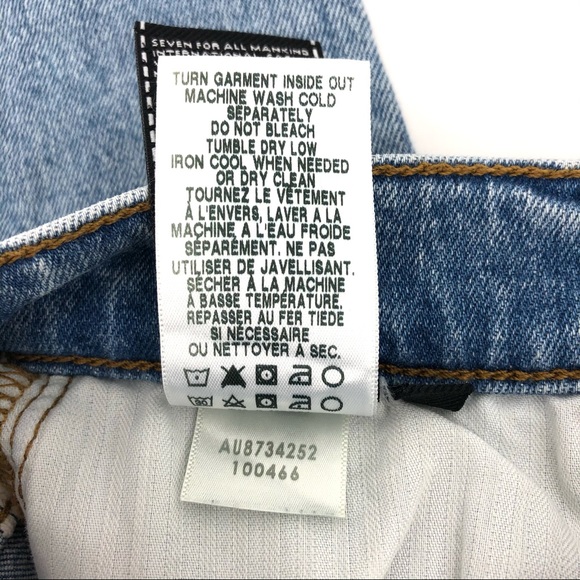 SEVEN FOR ALL MANKIND
INTERNATIONAL
TURN GARMENT INSIDE OUT
MACHINE WASH COLD
SEPARATELY
DO NOT BLEACH
TUMBLE DRY LOW
IRON COOL WHEN NEEDED
OR DRY CLEAN
TOURNEZ LE VÊTEMENT
À L'ENVERS, LAVER A LA
MACHINE A L'EAU FROIDE
SÉPARÉMENT. NE PAS
UTILISER DE JAVELLISANT.
SÉCHER À LA MACHINE
À BASSE TEMPÉRATURE.
REPASSER AU FER TIEDE
SI NÉCESSAIRE
OU NETTOYER À SEC.
30
AU8734252
100466